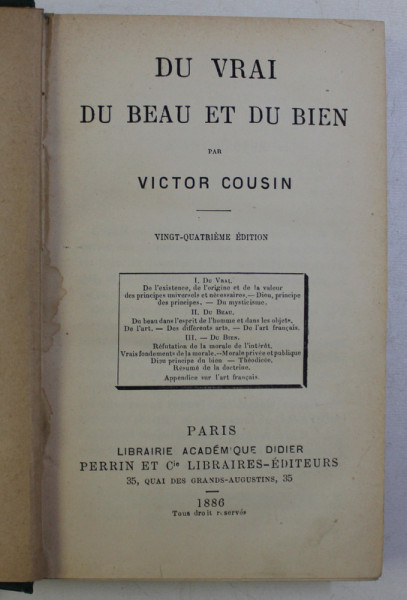 DU VRAI
DU BEAU ET DU BIEN
PAR
VICTOR COUSIN
VINGT-QUATRIÈME ÉDITION
I. DU VRAI.
De l'existence, de l'origine et de la valeur
des principes universels et nécessaires. — Dieu, principe
des principes. — Du mysticisme.
II. DU BEAU.
Du beau dans l'esprit de l'homme et dans les objets.
De l'art. — Des différents arts. — De l'art français.
III. — DU BIEN.
Réfutation de la morale de l'intérêt.
Vrais fondements de la morale. — Morale privée et publique
Dieu principe du bien — Théodicée.
Résumé de la doctrine.
Appendice sur l'art français
PARIS
LIBRAIRIE ACADÉMIQUE DIDIER
PERRIN ET Cie LIBRAIRES-ÉDITEURS
35, QUAI DES GRANDS-AUGUSTINS, 35
1886
Tous droit réservés